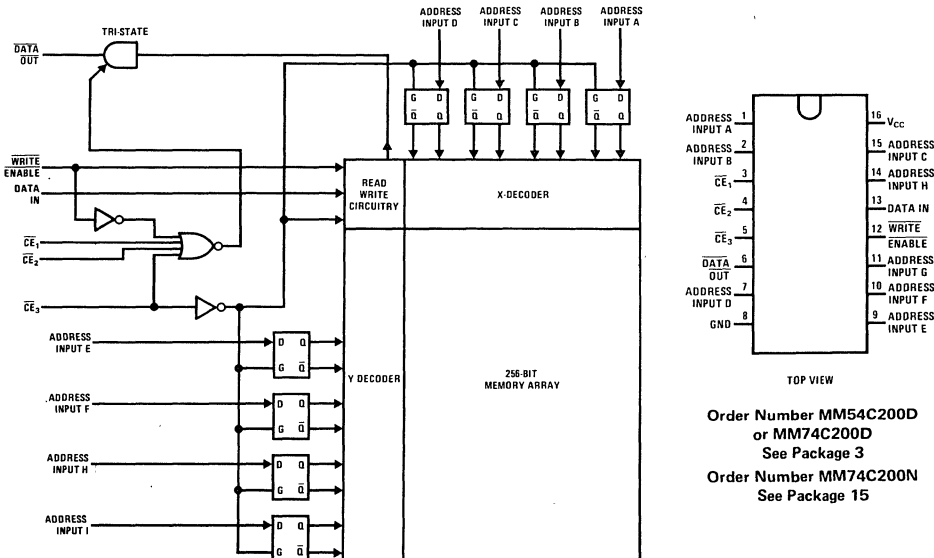 ADDRESS INPUT D
ADDRESS INPUT C
ADDRESS INPUT B
ADDRESS INPUT A
TRI-STATE
DATA OUT
G D
Q̅ Q
G D
Q̅ Q
G D
Q̅ Q
G D
Q̅ Q
WRITE ENABLE
DATA IN
READ WRITE CIRCUITRY
X-DECODER
CE1
CE2
CE3
ADDRESS INPUT E
D Q
G Q̅
Y DECODER
256-BIT MEMORY ARRAY
ADDRESS INPUT F
D Q
G Q̅
ADDRESS INPUT H
D Q
G Q̅
ADDRESS INPUT I
D Q
G Q̅
ADDRESS INPUT A 1
ADDRESS INPUT B 2
CE1 3
CE2 4
CE3 5
DATA OUT 6
ADDRESS INPUT D 7
GND 8
16 VCC
15 ADDRESS INPUT C
14 ADDRESS INPUT H
13 DATA IN
12 WRITE ENABLE
11 ADDRESS INPUT G
10 ADDRESS INPUT F
9 ADDRESS INPUT E
TOP VIEW
Order Number MM54C200D
or MM74C200D
See Package 3
Order Number MM74C200N
See Package 15